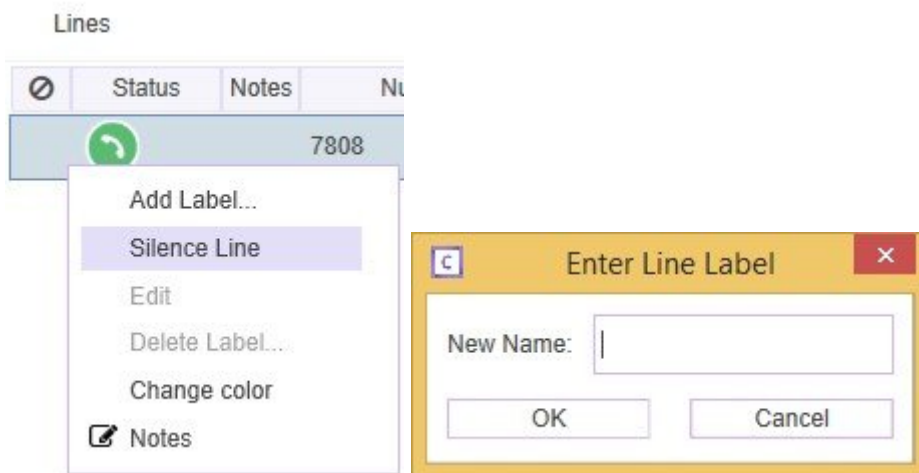 Lines
Status Notes Nu
7808
Add Label...
Silence Line
Edit
Delete Label...
Change color
Notes
C Enter Line Label ×
New Name:
OK Cancel